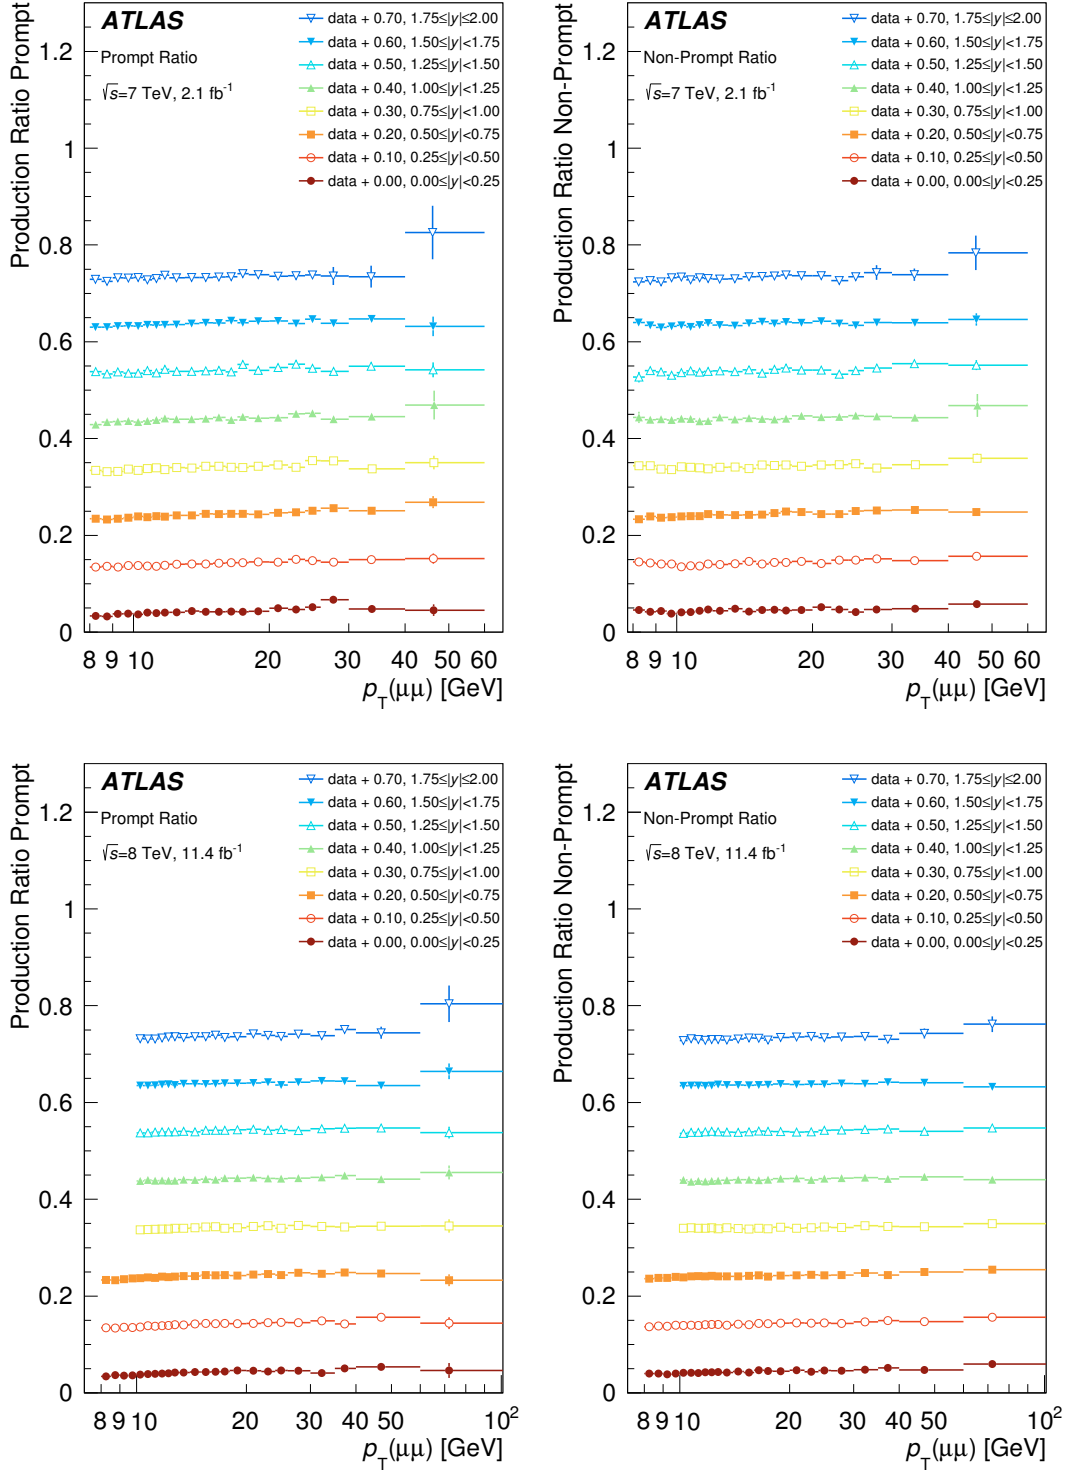 ATLAS
Prompt Ratio
√s=7 TeV, 2.1 fb⁻¹
data + 0.70, 1.75≤|y|≤2.00
data + 0.60, 1.50≤|y|<1.75
data + 0.50, 1.25≤|y|<1.50
data + 0.40, 1.00≤|y|<1.25
data + 0.30, 0.75≤|y|<1.00
data + 0.20, 0.50≤|y|<0.75
data + 0.10, 0.25≤|y|<0.50
data + 0.00, 0.00≤|y|<0.25
Production Ratio Prompt
1.2
1
0.8
0.6
0.4
0.2
0
8 9 10 20 30 40 50 60
p_T(μμ) [GeV]
ATLAS
Non-Prompt Ratio
√s=7 TeV, 2.1 fb⁻¹
data + 0.70, 1.75≤|y|≤2.00
data + 0.60, 1.50≤|y|<1.75
data + 0.50, 1.25≤|y|<1.50
data + 0.40, 1.00≤|y|<1.25
data + 0.30, 0.75≤|y|<1.00
data + 0.20, 0.50≤|y|<0.75
data + 0.10, 0.25≤|y|<0.50
data + 0.00, 0.00≤|y|<0.25
Production Ratio Non-Prompt
1.2
1
0.8
0.6
0.4
0.2
0
8 9 10 20 30 40 50 60
p_T(μμ) [GeV]
ATLAS
Prompt Ratio
√s=8 TeV, 11.4 fb⁻¹
data + 0.70, 1.75≤|y|≤2.00
data + 0.60, 1.50≤|y|<1.75
data + 0.50, 1.25≤|y|<1.50
data + 0.40, 1.00≤|y|<1.25
data + 0.30, 0.75≤|y|<1.00
data + 0.20, 0.50≤|y|<0.75
data + 0.10, 0.25≤|y|<0.50
data + 0.00, 0.00≤|y|<0.25
Production Ratio Prompt
1.2
1
0.8
0.6
0.4
0.2
0
8 9 10 20 30 40 50 10²
p_T(μμ) [GeV]
ATLAS
Non-Prompt Ratio
√s=8 TeV, 11.4 fb⁻¹
data + 0.70, 1.75≤|y|≤2.00
data + 0.60, 1.50≤|y|<1.75
data + 0.50, 1.25≤|y|<1.50
data + 0.40, 1.00≤|y|<1.25
data + 0.30, 0.75≤|y|<1.00
data + 0.20, 0.50≤|y|<0.75
data + 0.10, 0.25≤|y|<0.50
data + 0.00, 0.00≤|y|<0.25
Production Ratio Non-Prompt
1.2
1
0.8
0.6
0.4
0.2
0
8 9 10 20 30 40 50 10²
p_T(μμ) [GeV]